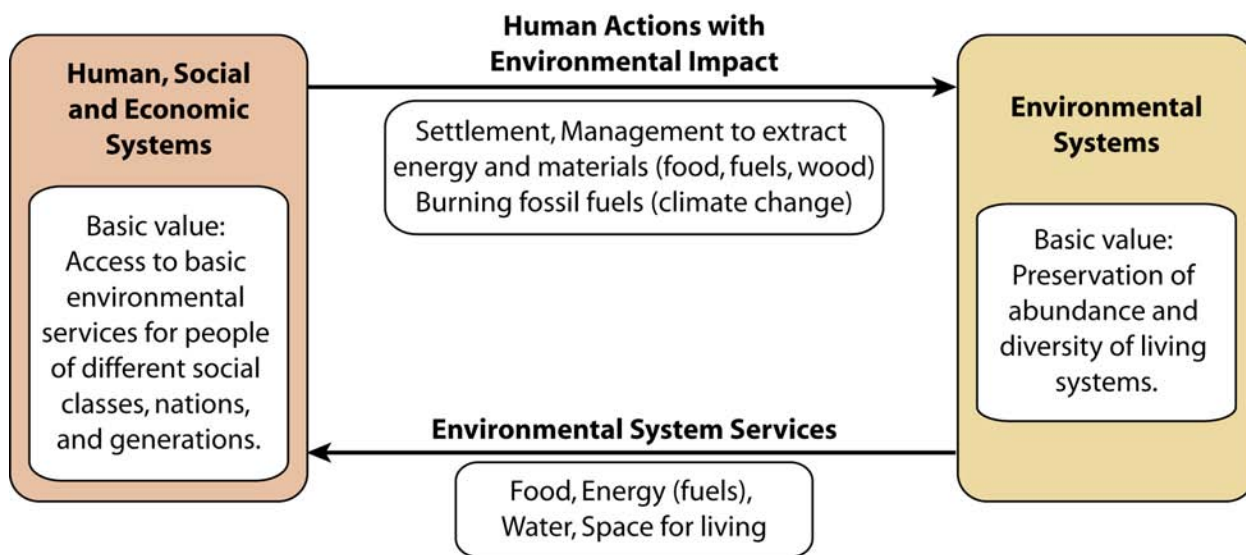 Human, Social
and Economic
Systems
Basic value:
Access to basic
environmental
services for people
of different social
classes, nations,
and generations.
Human Actions with
Environmental Impact
Settlement, Management to extract
energy and materials (food, fuels, wood)
Burning fossil fuels (climate change)
Environmental
Systems
Basic value:
Preservation of
abundance and
diversity of living
systems.
Environmental System Services
Food, Energy (fuels),
Water, Space for living